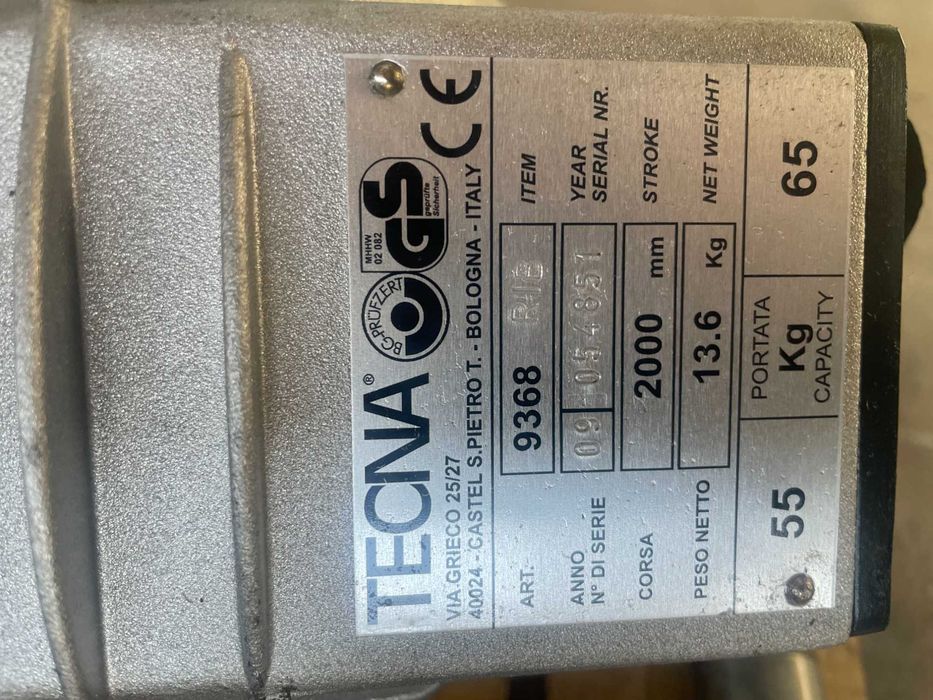 TECNA®
BG-PRÜFZERT
MHHW
02 082
GS
geprüfte
Sicherheit
CE
VIA GRIECO 25/27
40024 - CASTEL S.PIETRO T. - BOLOGNA - ITALY
ART. 9368 ITEM
ANNO YEAR
N° DI SERIE 09 054851 SERIAL NR.
CORSA 2000 mm STROKE
PESO NETTO 13.6 Kg NET WEIGHT
PORTATA
55 Kg 65
CAPACITY